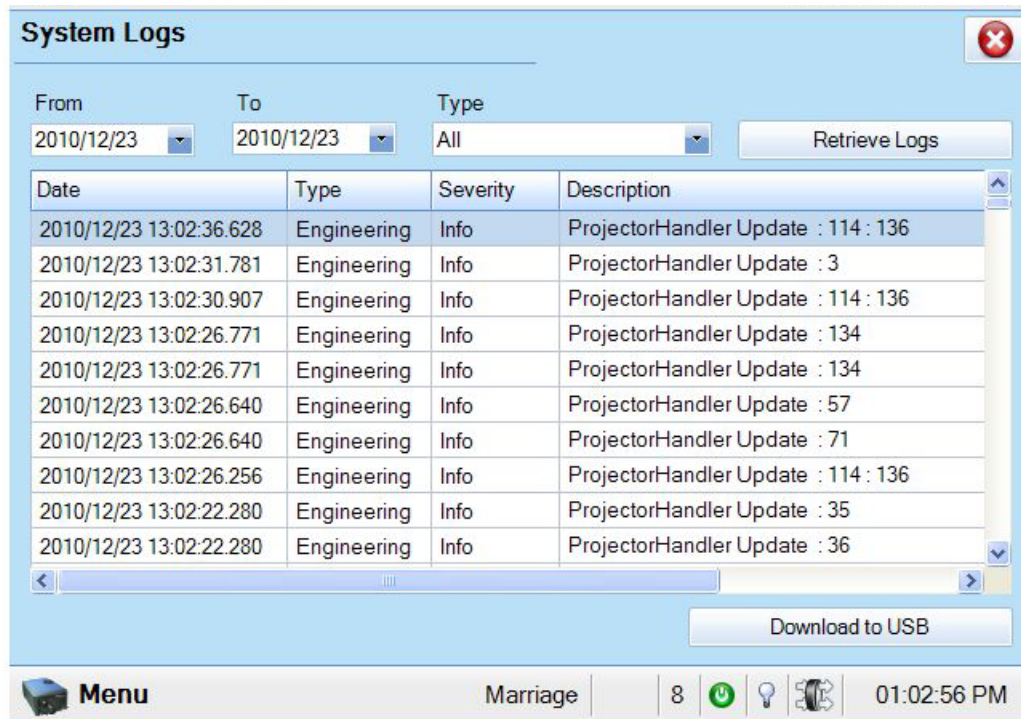 System Logs
From To Type
2010/12/23 2010/12/23 All Retrieve Logs
Date Type Severity Description
2010/12/23 13:02:36.628 Engineering Info ProjectorHandler Update : 114 : 136
2010/12/23 13:02:31.781 Engineering Info ProjectorHandler Update : 3
2010/12/23 13:02:30.907 Engineering Info ProjectorHandler Update : 114 : 136
2010/12/23 13:02:26.771 Engineering Info ProjectorHandler Update : 134
2010/12/23 13:02:26.771 Engineering Info ProjectorHandler Update : 134
2010/12/23 13:02:26.640 Engineering Info ProjectorHandler Update : 57
2010/12/23 13:02:26.640 Engineering Info ProjectorHandler Update : 71
2010/12/23 13:02:26.256 Engineering Info ProjectorHandler Update : 114 : 136
2010/12/23 13:02:22.280 Engineering Info ProjectorHandler Update : 35
2010/12/23 13:02:22.280 Engineering Info ProjectorHandler Update : 36
Download to USB
Menu Marriage 8 01:02:56 PM